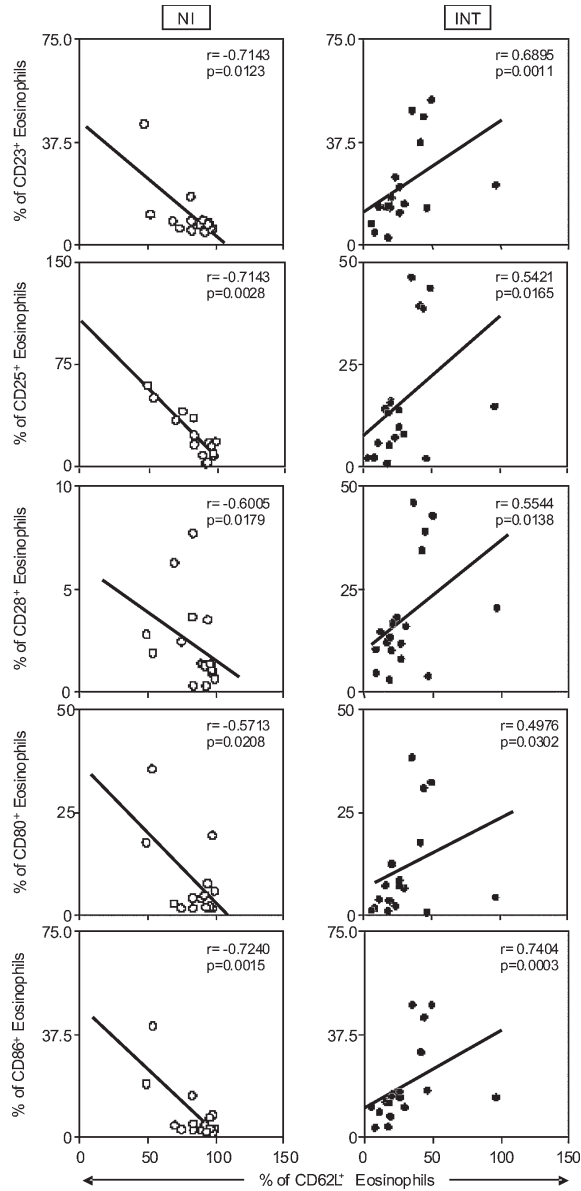 NI
INT
75.0
37.5
0
% of CD23+ Eosinophils
r= -0.7143
p=0.0123
75.0
37.5
0
r= 0.6895
p=0.0011
150
75
0
% of CD25+ Eosinophils
r= -0.7143
p=0.0028
50
25
0
r= 0.5421
p=0.0165
10
5
0
% of CD28+ Eosinophils
r= -0.6005
p=0.0179
50
25
0
r= 0.5544
p=0.0138
50
25
0
% of CD80+ Eosinophils
r= -0.5713
p=0.0208
50
25
0
r= 0.4976
p=0.0302
75.0
37.5
0
% of CD86+ Eosinophils
r= -0.7240
p=0.0015
75.0
37.5
0
r= 0.7404
p=0.0003
0 50 100 150
0 50 100 150
% of CD62L+ Eosinophils